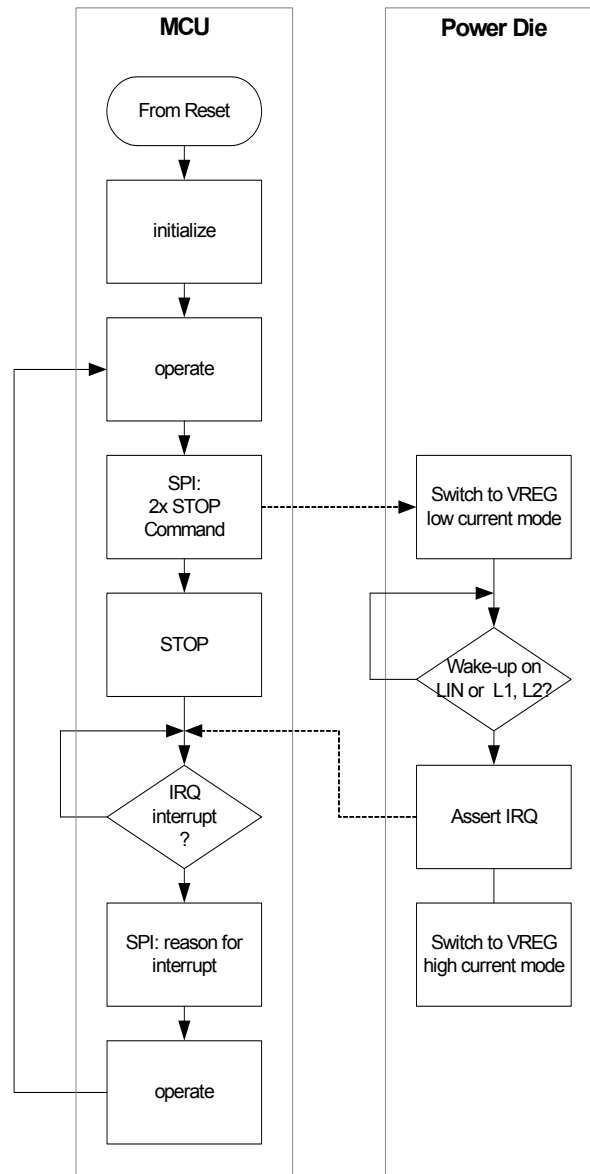 MCU
From Reset
initialize
operate
SPI:
2x STOP
Command
STOP
IRQ
interrupt
?
SPI: reason for
interrupt
operate
Power Die
Switch to VREG
low current mode
Wake-up on
LIN or L1, L2?
Assert IRQ
Switch to VREG
high current mode